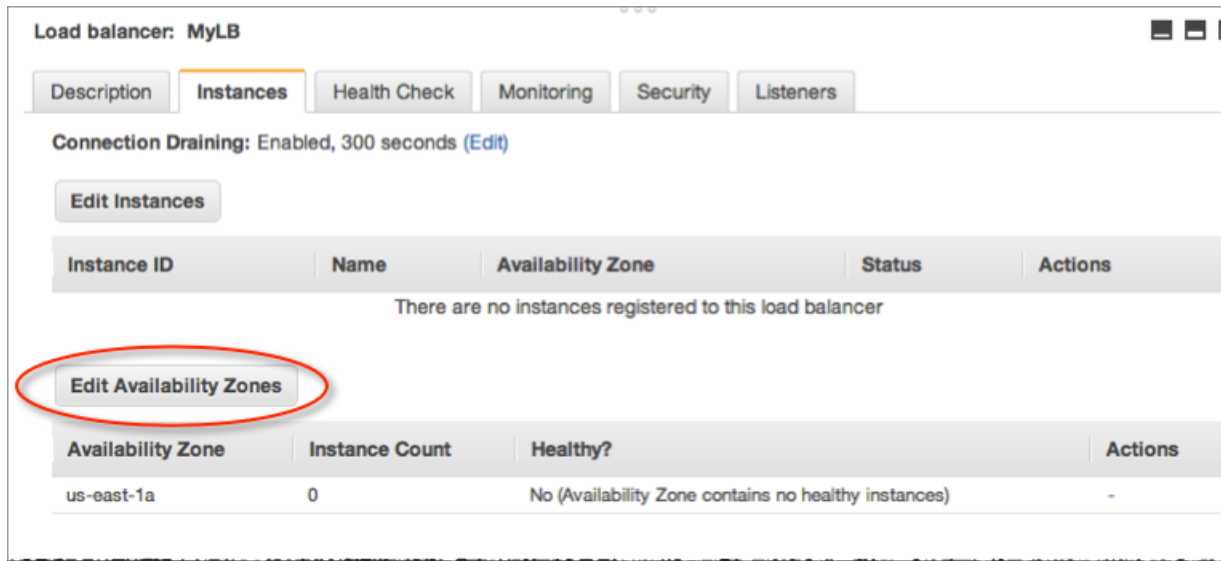 Load balancer: MyLB
Description Instances Health Check Monitoring Security Listeners
Connection Draining: Enabled, 300 seconds (Edit)
Edit Instances
Instance ID Name Availability Zone Status Actions
There are no instances registered to this load balancer
Edit Availability Zones
Availability Zone Instance Count Healthy? Actions
us-east-1a 0 No (Availability Zone contains no healthy instances) -